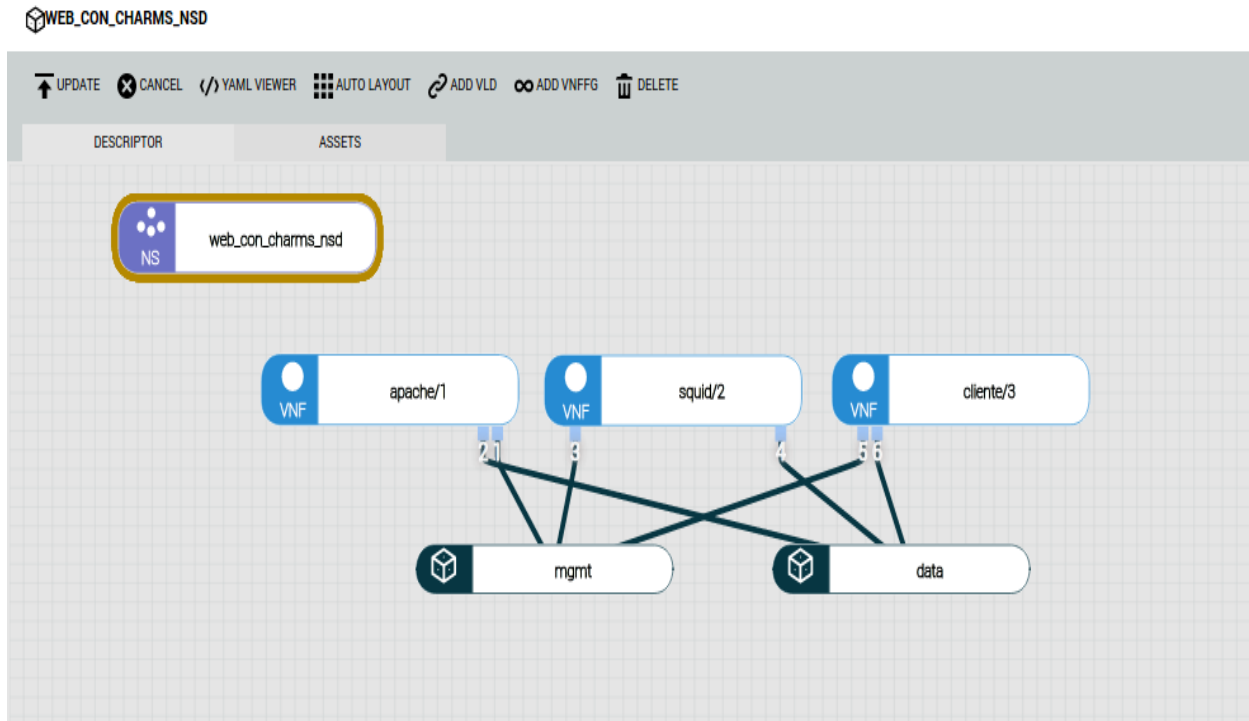 WEB_CON_CHARMS_NSD
UPDATE CANCEL </> YAML VIEWER AUTO LAYOUT ADD VLD ADD VNFFG DELETE
DESCRIPTOR ASSETS
NS web_con_charms_nsd
VNF apache/1 VNF squid/2 VNF cliente/3
2 1 3 4 5 6
mgmt data